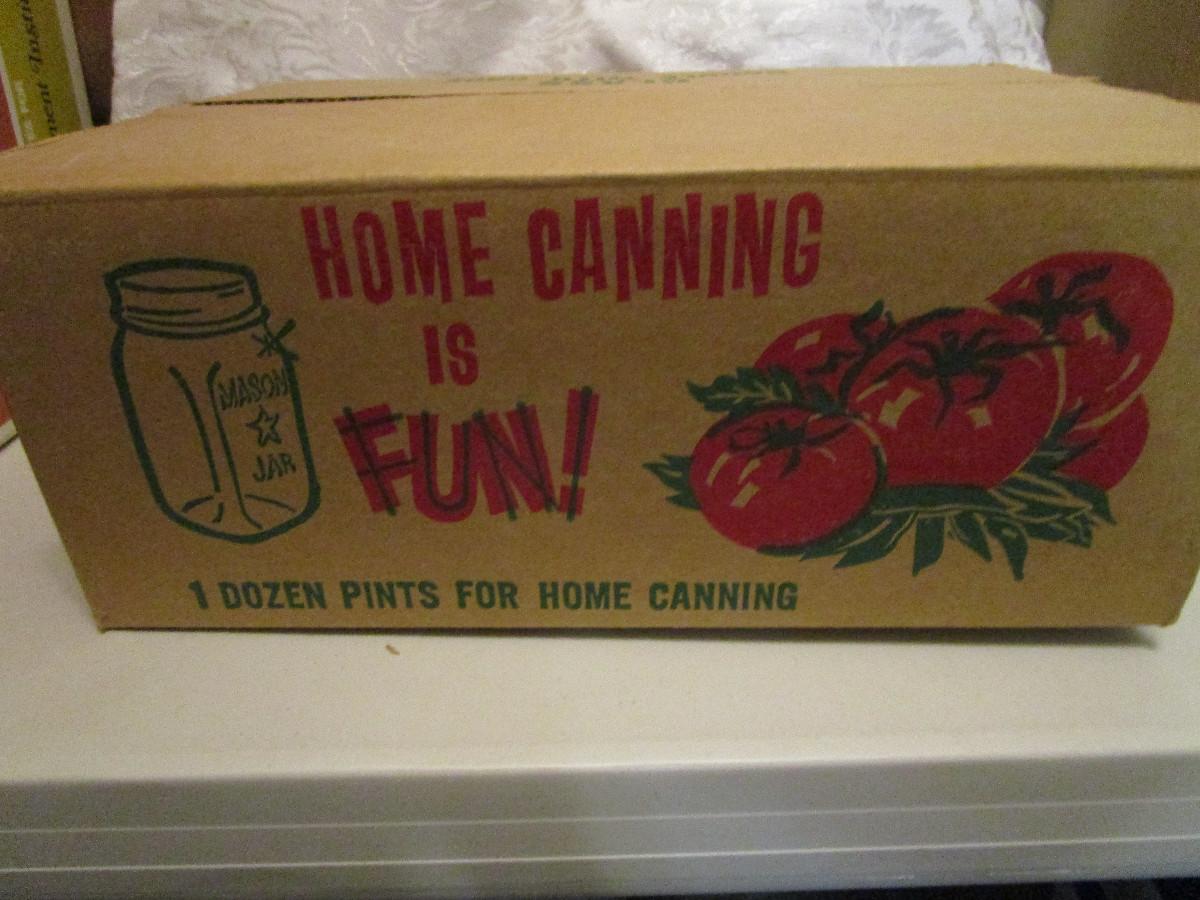 HOME CANNING
IS
FUN!
MASON
JAR
1 DOZEN PINTS FOR HOME CANNING